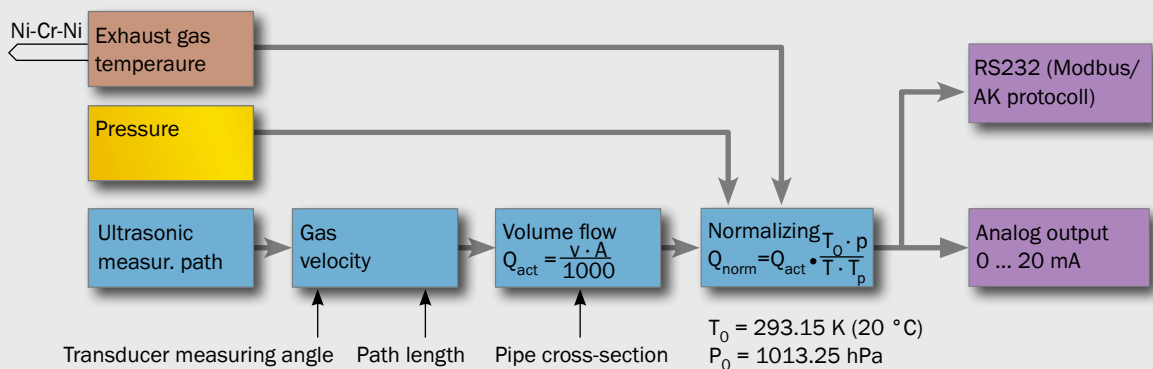 Ni-Cr-Ni
Exhaust gas
temperaure
Pressure
RS232 (Modbus/
AK protocoll)
Ultrasonic
measur. path
Gas
velocity
Volume flow
Q_act = v · A / 1000
Normalizing
Q_norm=Q_act • T_0 · p / T · T_p
Analog output
0 ... 20 mA
Transducer measuring angle
Path length
Pipe cross-section
T_0 = 293.15 K (20 °C)
P_0 = 1013.25 hPa